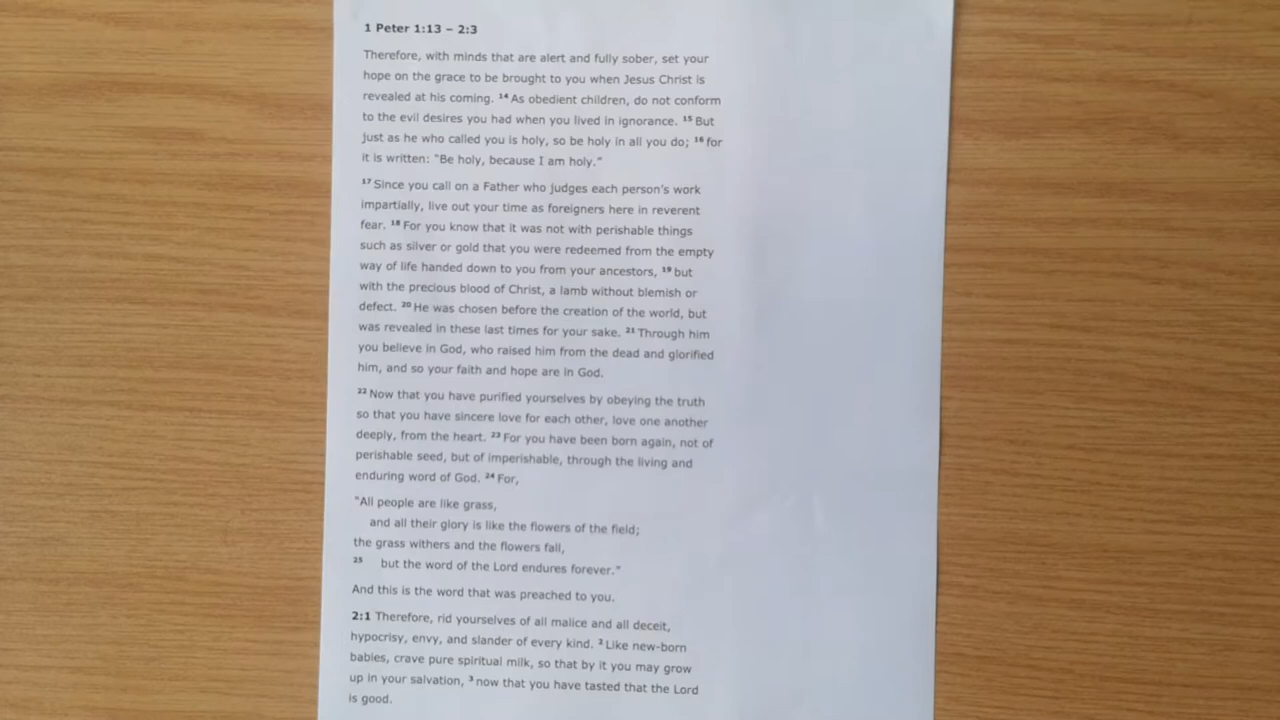 1 Peter 1:13 – 2:3
Therefore, with minds that are alert and fully sober, set your
hope on the grace to be brought to you when Jesus Christ is
revealed at his coming. 14 As obedient children, do not conform
to the evil desires you had when you lived in ignorance. 15 But
just as he who called you is holy, so be holy in all you do; 16 for
it is written: "Be holy, because I am holy."
17 Since you call on a Father who judges each person's work
impartially, live out your time as foreigners here in reverent
fear. 18 For you know that it was not with perishable things
such as silver or gold that you were redeemed from the empty
way of life handed down to you from your ancestors, 19 but
with the precious blood of Christ, a lamb without blemish or
defect. 20 He was chosen before the creation of the world, but
was revealed in these last times for your sake. 21 Through him
you believe in God, who raised him from the dead and glorified
him, and so your faith and hope are in God.
22 Now that you have purified yourselves by obeying the truth
so that you have sincere love for each other, love one another
deeply, from the heart. 23 For you have been born again, not of
perishable seed, but of imperishable, through the living and
enduring word of God. 24 For,
"All people are like grass,
and all their glory is like the flowers of the field;
the grass withers and the flowers fall,
25 but the word of the Lord endures forever."
And this is the word that was preached to you.
2:1 Therefore, rid yourselves of all malice and all deceit,
hypocrisy, envy, and slander of every kind. 2 Like new-born
babies, crave pure spiritual milk, so that by it you may grow
up in your salvation, 3 now that you have tasted that the Lord
is good.